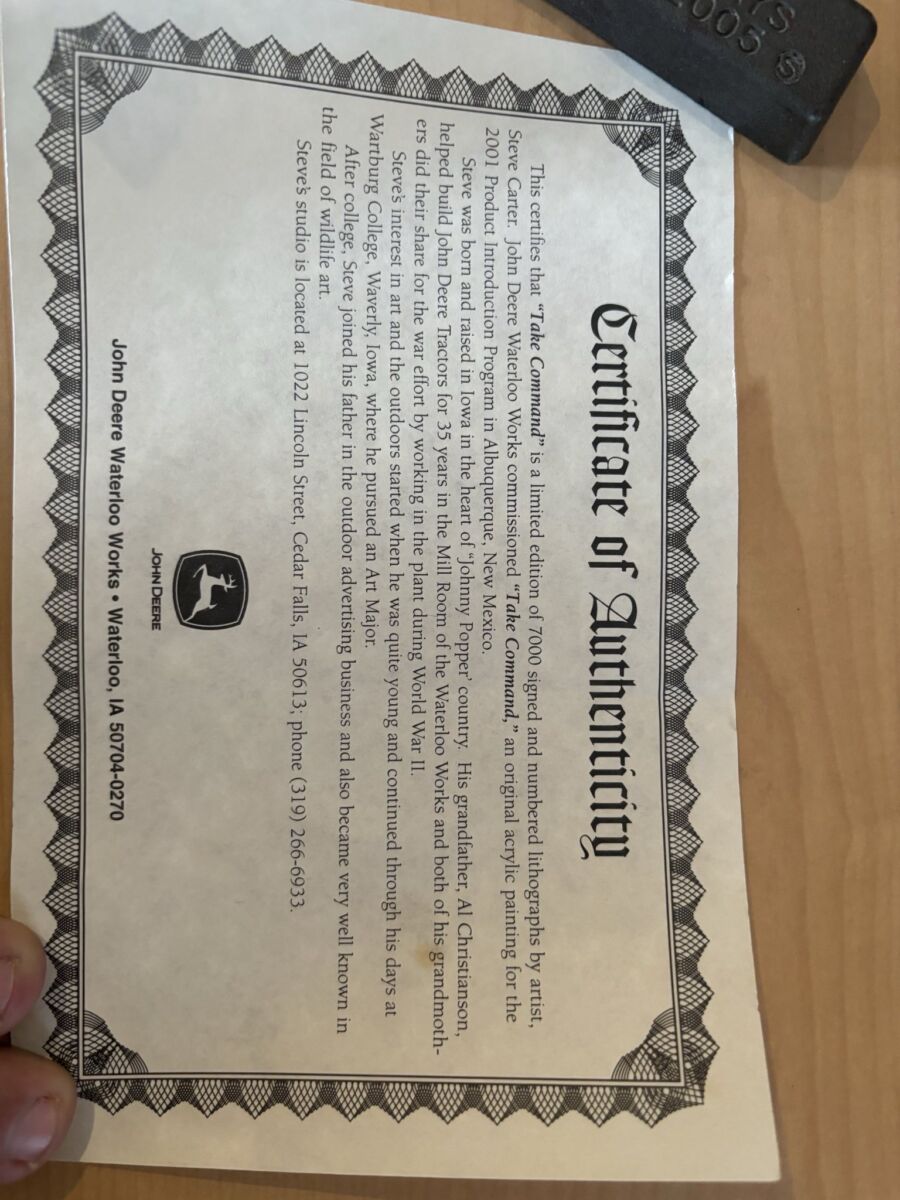 Certificate of Authenticity
This certifies that “Take Command” is a limited edition of 7000 signed and numbered lithographs by artist,
Steve Carter. John Deere Waterloo Works commissioned “Take Command,” an original acrylic painting for the
2001 Product Introduction Program in Albuquerque, New Mexico.
Steve was born and raised in Iowa in the heart of “Johnny Popper’ country. His grandfather, Al Christianson,
helped build John Deere Tractors for 35 years in the Mill Room of the Waterloo Works and both of his grandmoth-
ers did their share for the war effort by working in the plant during World War II.
Steve’s interest in art and the outdoors started when he was quite young and continued through his days at
Wartburg College, Waverly, Iowa, where he pursued an Art Major.
After college, Steve joined his father in the outdoor advertising business and also became very well known in
the field of wildlife art.
Steve’s studio is located at 1022 Lincoln Street, Cedar Falls, IA 50613; phone (319) 266-6933.
JOHN DEERE
John Deere Waterloo Works • Waterloo, IA 50704-0270
2005 ®